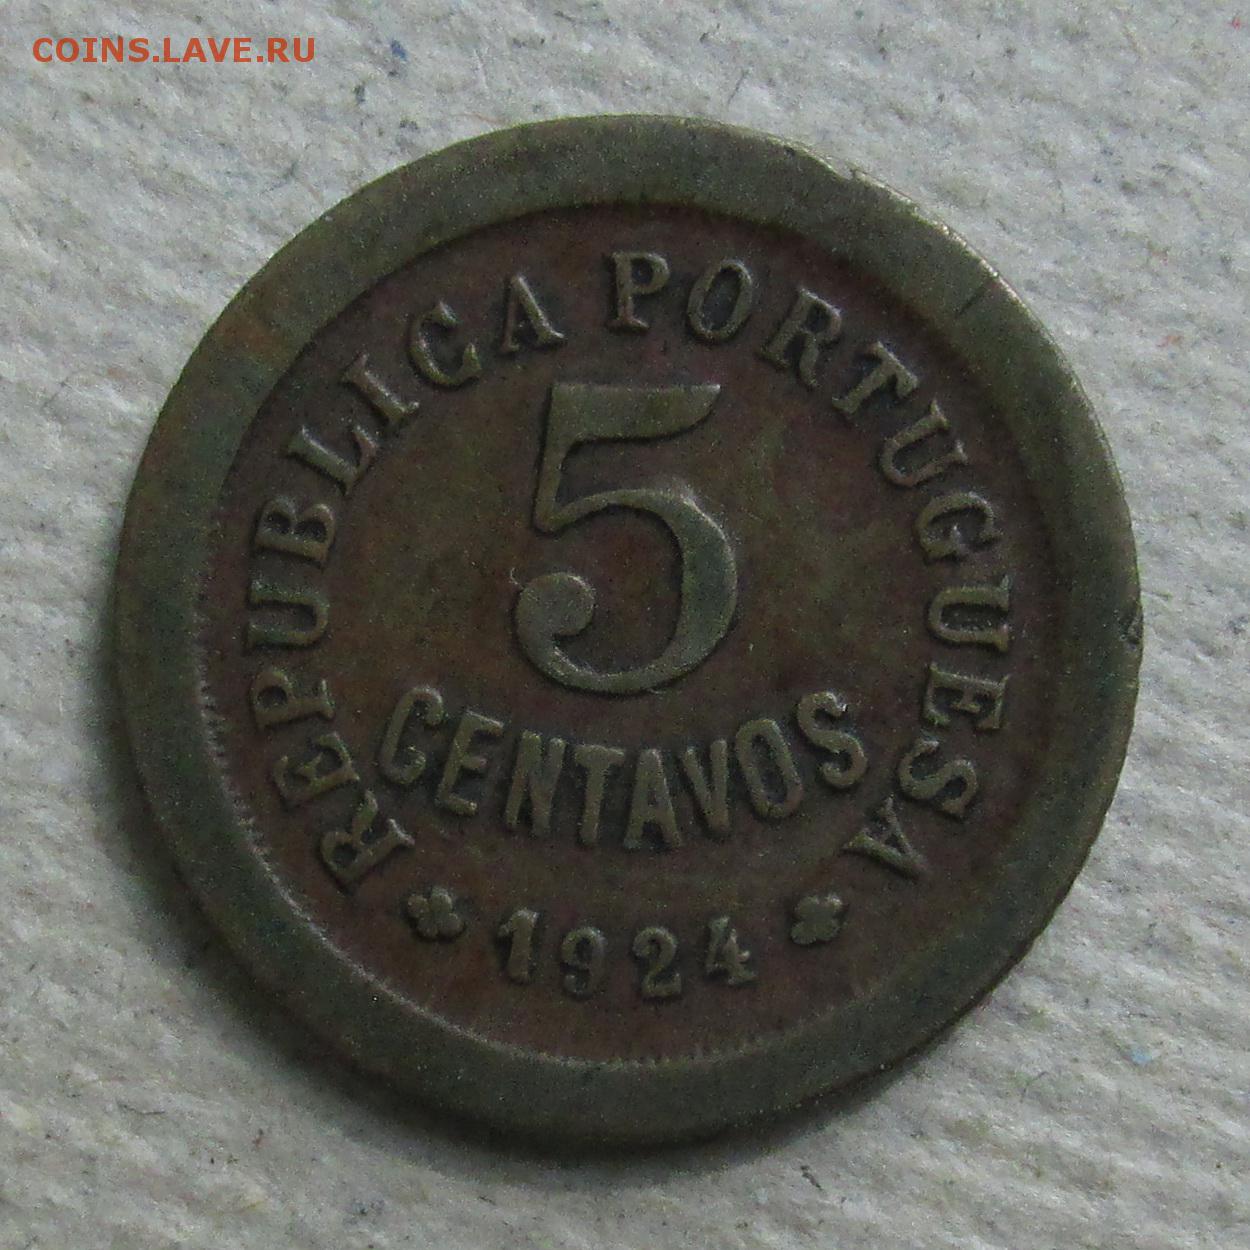 COINS.LAVE.RU
REPUBLICA PORTUGUESA
5
CENTAVOS
1924